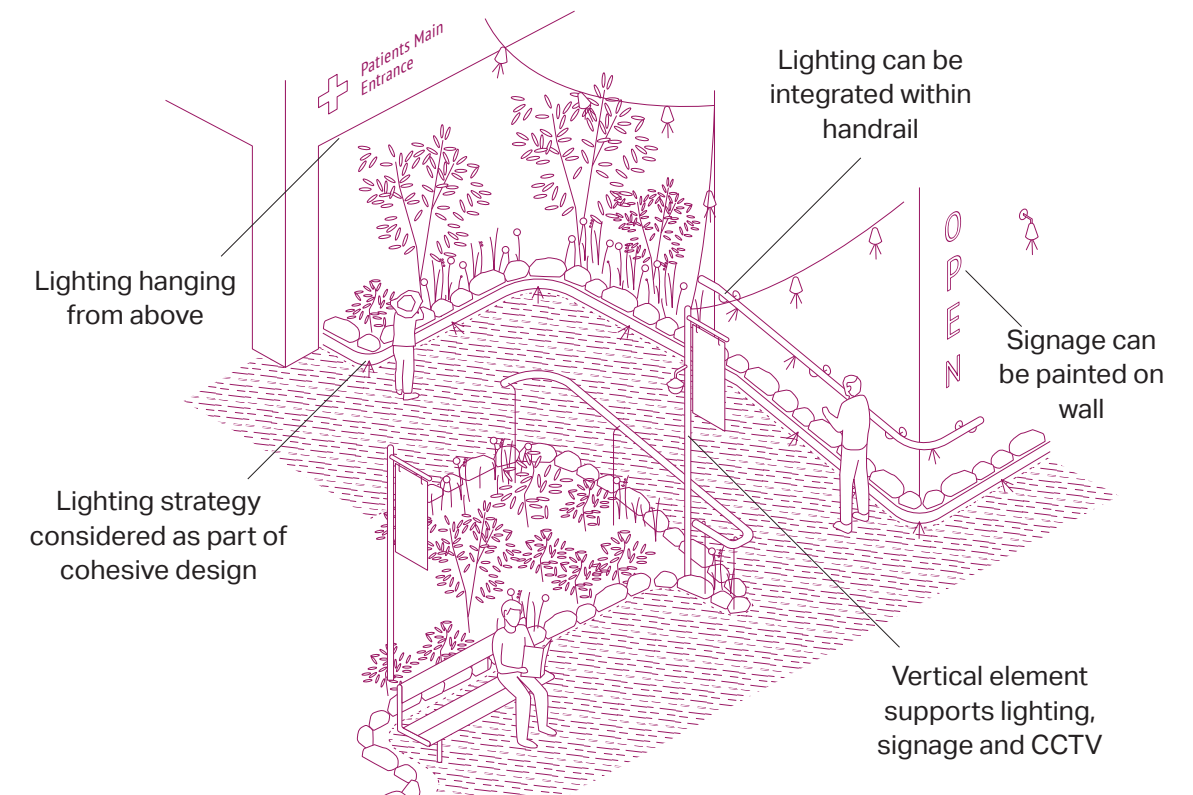 Patients Main
Entrance
Lighting can be
integrated within
handrail
Lighting hanging
from above
OPEN
Signage can
be painted on
wall
Lighting strategy
considered as part of
cohesive design
Vertical element
supports lighting,
signage and CCTV